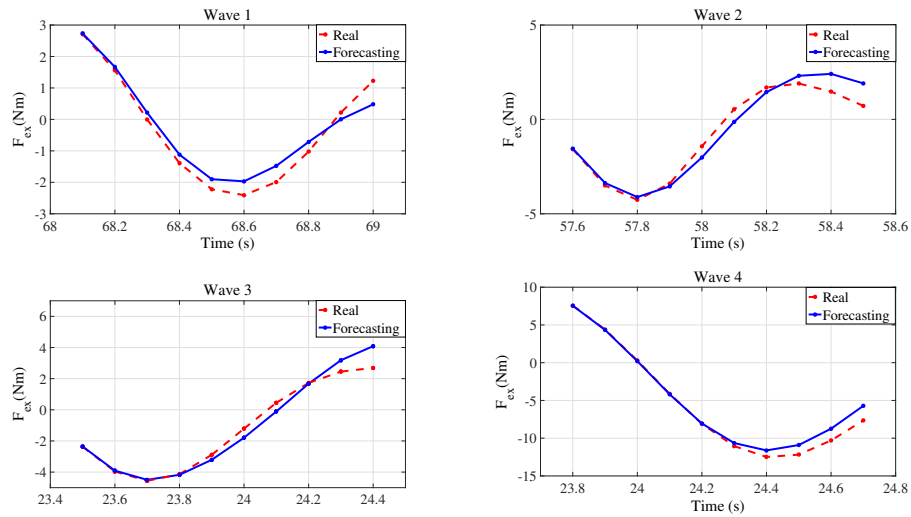 Wave 1
3
2
1
0
-1
-2
-3
F_ex(Nm)
68
68.2
68.4
68.6
68.8
69
Time (s)
Real
Forecasting
Wave 2
5
0
-5
F_ex(Nm)
57.6
57.8
58
58.2
58.4
58.6
Time (s)
Real
Forecasting
Wave 3
6
4
2
0
-2
-4
F_ex(Nm)
23.4
23.6
23.8
24
24.2
24.4
Real
Forecasting
Wave 4
10
5
0
-5
-10
-15
F_ex(Nm)
23.8
24
24.2
24.4
24.6
24.8
Time (s)
Real
Forecasting